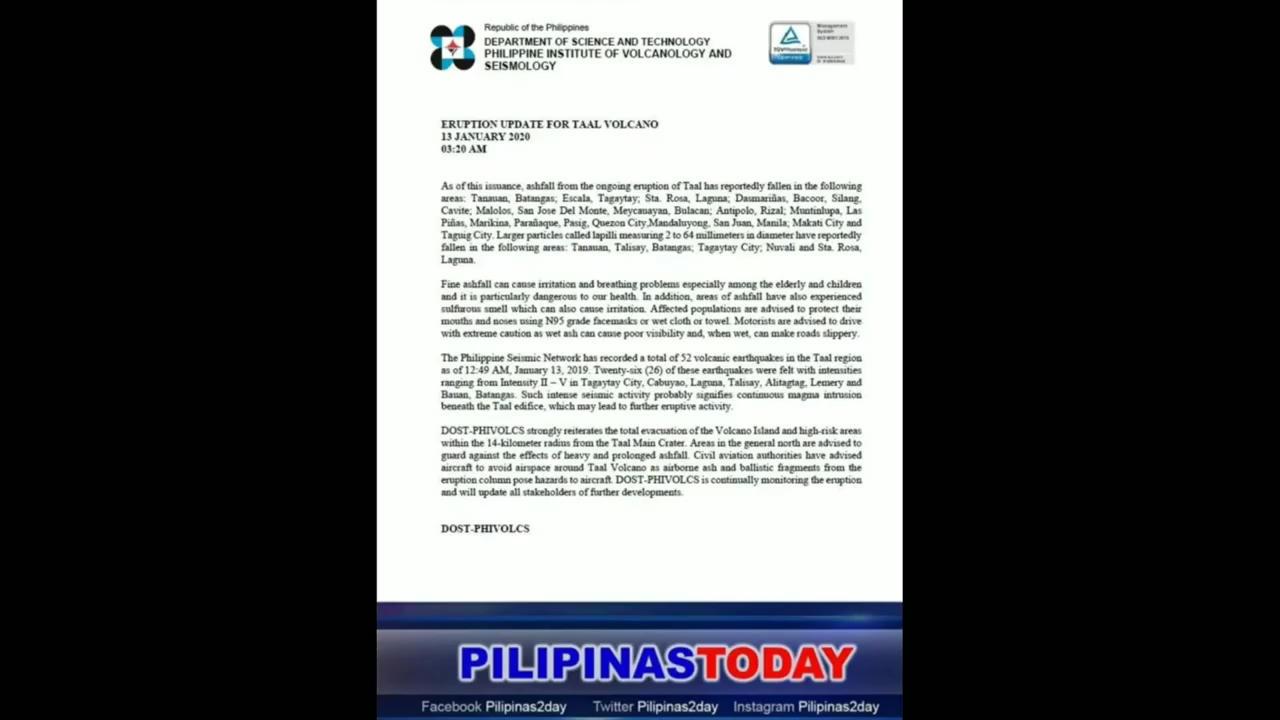 Republic of the Philippines
DEPARTMENT OF SCIENCE AND TECHNOLOGY
PHILIPPINE INSTITUTE OF VOLCANOLOGY AND
SEISMOLOGY
Management
System
ERUPTION UPDATE FOR TAAL VOLCANO
13 JANUARY 2020
03:20 AM
As of this issuance, ashfall from the ongoing eruption of Taal has reportedly fallen in the following
areas: Tanauan, Batangas; Escala, Tagaytay; Sta. Rosa, Laguna; Dasmariñas, Bacoor, Silang,
Cavite; Malolos, San Jose Del Monte, Meycauayan, Bulacan; Antipolo, Rizal; Muntinlupa, Las
Piñas, Marikina, Parañaque, Pasig, Quezon City,Mandaluyong, San Juan, Manila; Makati City and
Taguig City. Larger particles called lapilli measuring 2 to 64 millimeters in diameter have reportedly
fallen in the following areas: Tanauan, Talisay, Batangas; Tagaytay City; Nuvali and Sta. Rosa,
Laguna.
Fine ashfall can cause irritation and breathing problems especially among the elderly and children
and it is particularly dangerous to our health. In addition, areas of ashfall have also experienced
sulfurous smell which can also cause irritation. Affected populations are advised to protect their
mouths and noses using N95 grade facemasks or wet cloth or towel. Motorists are advised to drive
with extreme caution as wet ash can cause poor visibility and, when wet, can make roads slippery.
The Philippine Seismic Network has recorded a total of 52 volcanic earthquakes in the Taal region
as of 12:49 AM, January 13, 2019. Twenty-six (26) of these earthquakes were felt with intensities
ranging from Intensity II – V in Tagaytay City, Cabuyao, Laguna, Talisay, Alitagtag, Lemery and
Bauan, Batangas. Such intense seismic activity probably signifies continuous magma intrusion
beneath the Taal edifice, which may lead to further eruptive activity.
DOST-PHIVOLCS strongly reiterates the total evacuation of the Volcano Island and high-risk areas
within the 14-kilometer radius from the Taal Main Crater. Areas in the general north are advised to
guard against the effects of heavy and prolonged ashfall. Civil aviation authorities have advised
aircraft to avoid airspace around Taal Volcano as airborne ash and ballistic fragments from the
eruption column pose hazards to aircraft. DOST-PHIVOLCS is continually monitoring the eruption
and will update all stakeholders of further developments.
DOST-PHIVOLCS
PILIPINASTODAY
Facebook Pilipinas2day Twitter Pilipinas2day Instagram Pilipinas2day